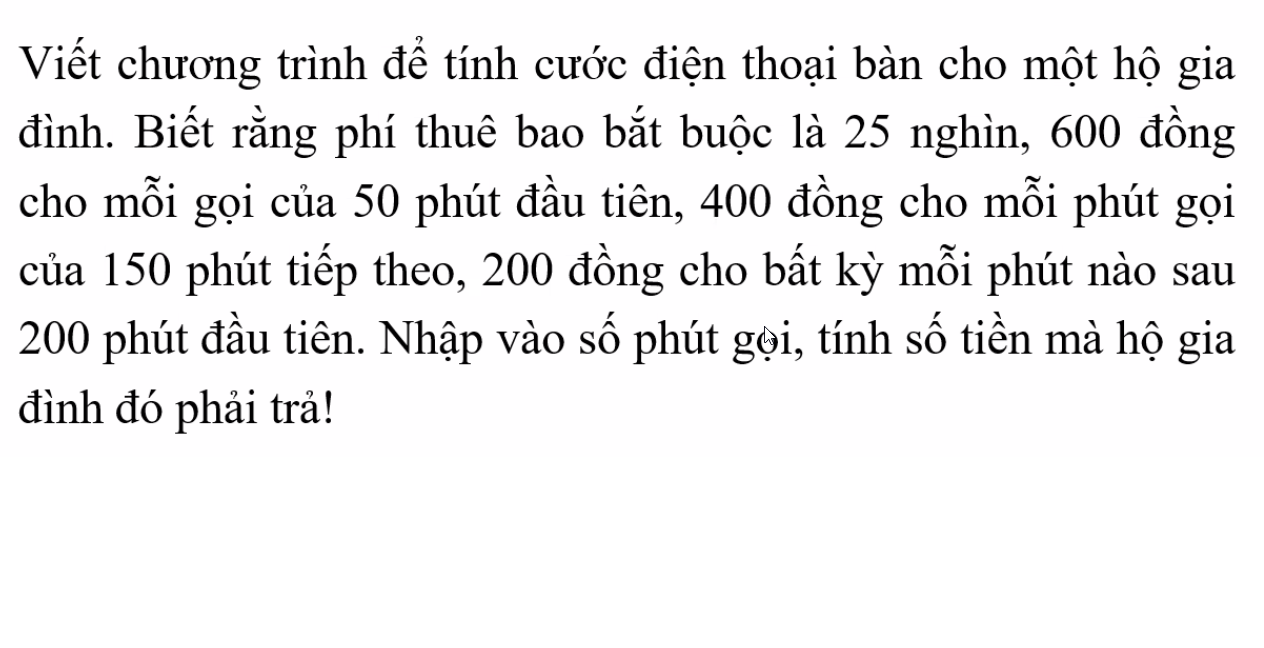 Viết chương trình để tính cước điện thoại bàn cho một hộ gia
đình. Biết rằng phí thuê bao bắt buộc là 25 nghìn, 600 đồng
cho mỗi gọi của 50 phút đầu tiên, 400 đồng cho mỗi phút gọi
của 150 phút tiếp theo, 200 đồng cho bất kỳ mỗi phút nào sau
200 phút đầu tiên. Nhập vào số phút gọi, tính số tiền mà hộ gia
đình đó phải trả!